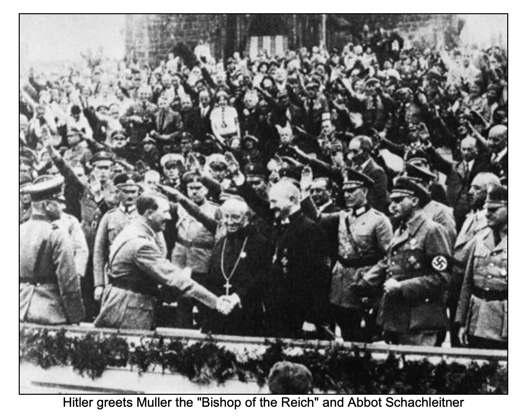 Hitler greets Muller the "Bishop of the Reich" and Abbot Schachleitner